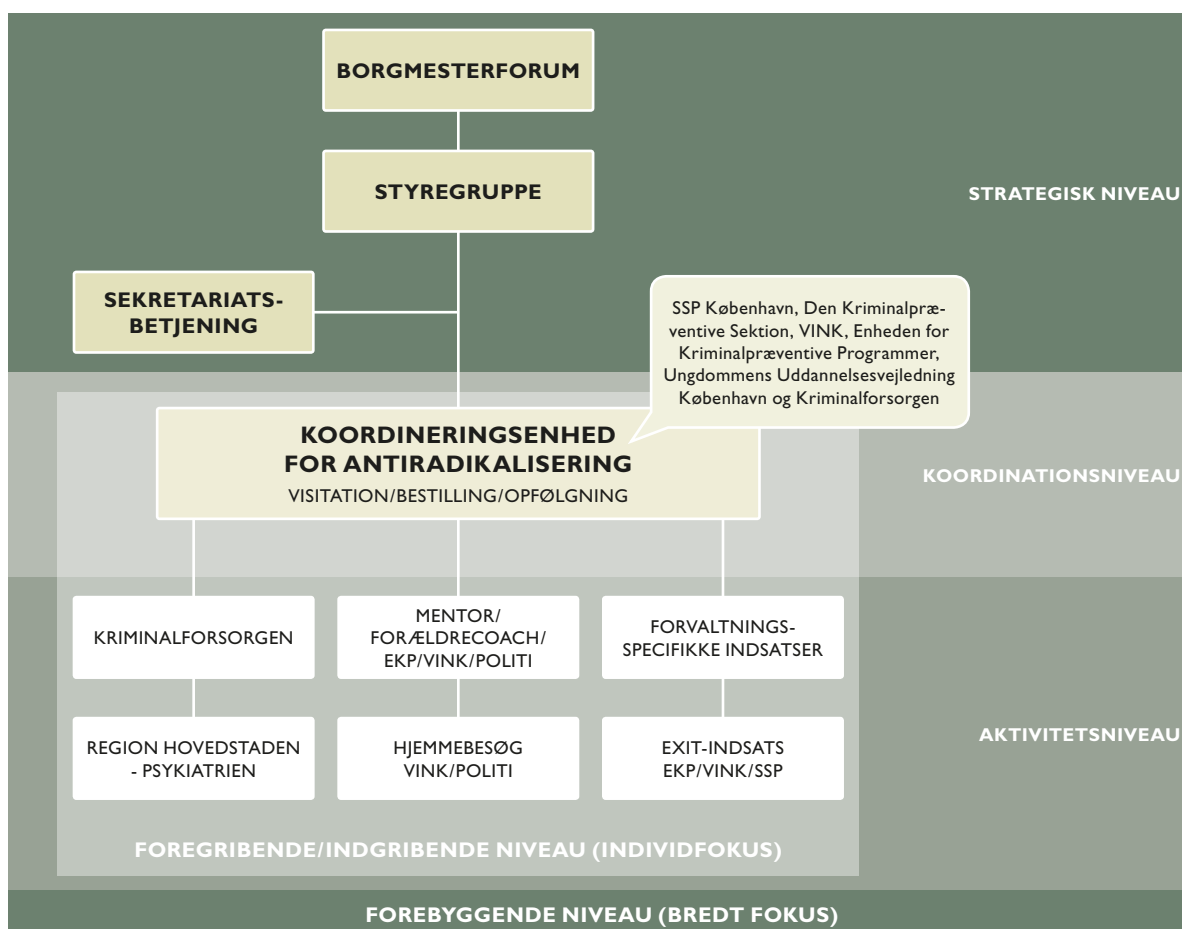 BORGMESTERFORUM
STYREGRUPPE
STRATEGISK NIVEAU
SEKRETARIATS-
BETJENING
SSP København, Den Kriminalpræ-
ventive Sektion, VINK, Enheden for
Kriminalpræventive Programmer,
Ungdommens Uddannelsesvejledning
København og Kriminalforsorgen
KOORDINERINGSENHED
FOR ANTIRADIKALISERING
VISITATION/BESTILLING/OPFØLGNING
KOORDINATIONSNIVEAU
KRIMINALFORSORGEN
MENTOR/
FORÆLDRECOACH/
EKP/VINK/POLITI
FORVALTNINGS-
SPECIFIKKE INDSATSER
REGION HOVEDSTADEN
- PSYKIATRIEN
HJEMMEBESØG
VINK/POLITI
EXIT-INDSATS
EKP/VINK/SSP
AKTIVITETSNIVEAU
FOREGRIBENDE/INDGRIBENDE NIVEAU (INDIVIDFOKUS)
FOREBYGGENDE NIVEAU (BREDT FOKUS)